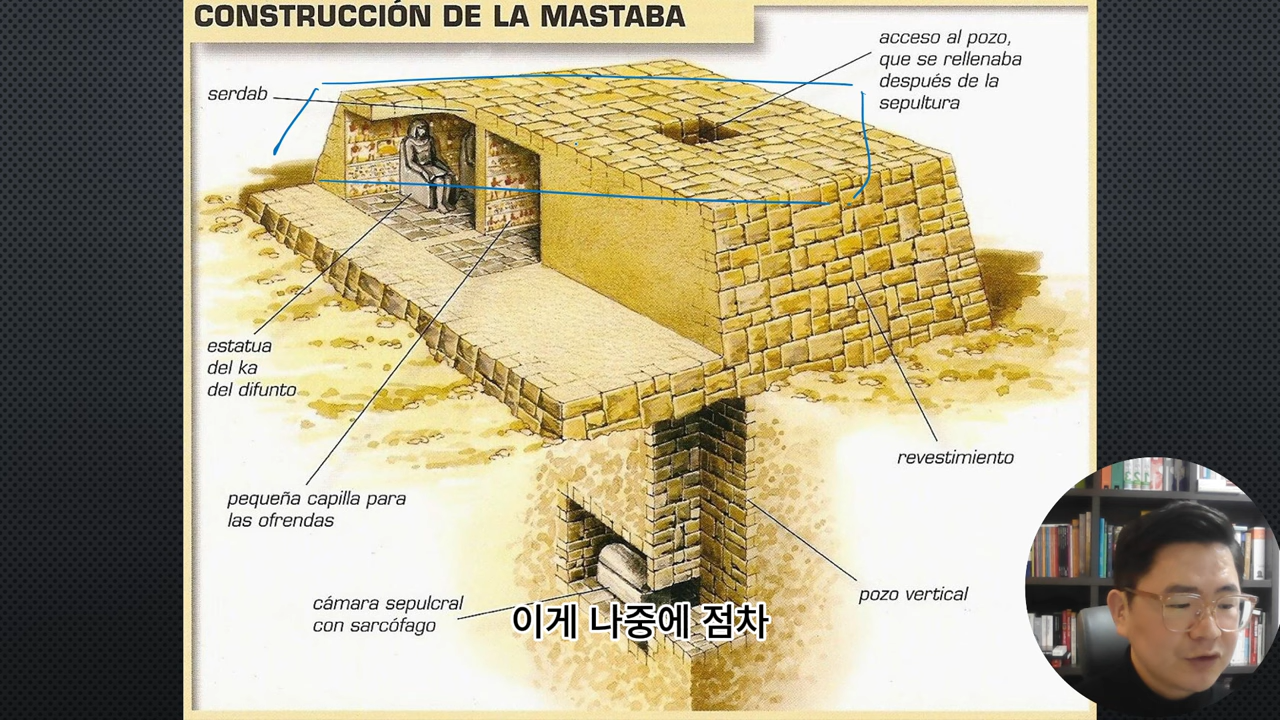 CONSTRUCCIÓN DE LA MASTABA
acceso al pozo,
que se rellenaba
después de la
sepultura
serdab
estatua
del ka
del difunto
revestimiento
pequeña capilla para
las ofrendas
pozo vertical
cámara sepulcral
con sarcófago
이게 나중에 점차